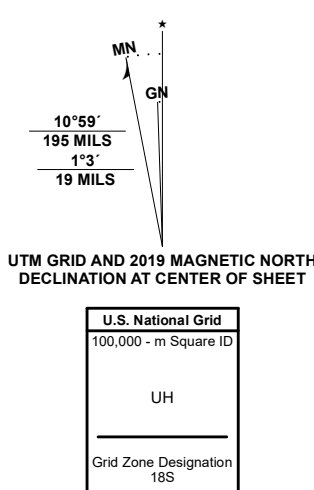 ★
MN
GN
10°59´
195 MILS
1°3´
19 MILS
UTM GRID AND 2019 MAGNETIC NORTH
DECLINATION AT CENTER OF SHEET
U.S. National Grid
100,000 - m Square ID
UH
Grid Zone Designation
18S